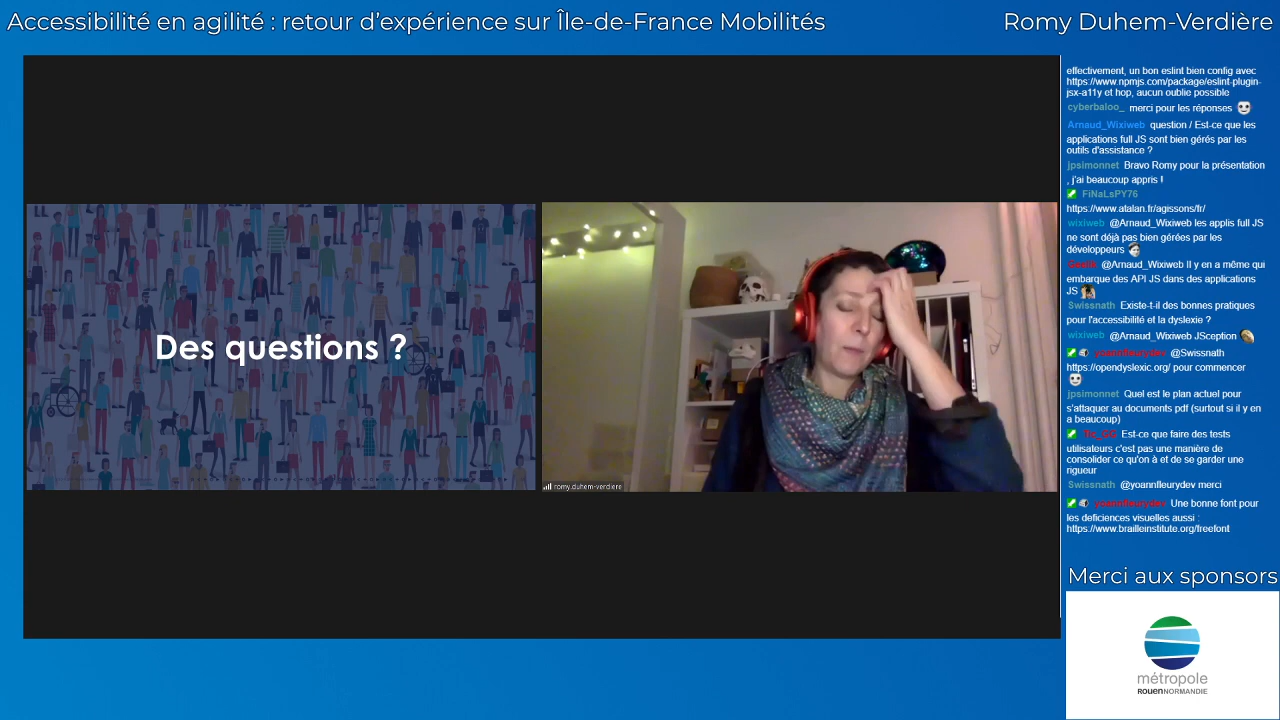 Accessibilité en agilité : retour d'expérience sur Île-de-France Mobilités
Romy Duhem-Verdière
Des questions ?
romy.duhem-verdiere
effectivement, un bon eslint bien config avec
https://www.npmjs.com/package/eslint-plugin-
jsx-a11y et hop, aucun oublie possible
cyberbaloo_ merci pour les réponses
Arnaud_Wixiweb question / Est-ce que les
applications full JS sont bien gérés par les
outils d'assistance ?
jpsimonnet Bravo Romy pour la présentation
, j'ai beaucoup appris !
FiNaLsPY76
https://www.atalan.fr/agissons/fr/
wixiweb @Arnaud_Wixiweb les applis full JS
ne sont déjà pas bien gérées par les
développeurs
@Arnaud_Wixiweb Il y en a même qui
embarque des API JS dans des applications
JS
Swissnath Existe-t-il des bonnes pratiques
pour l'accessibilité et la dyslexie ?
wixiweb @Arnaud_Wixiweb JSception
yoannfleurydev @Swissnath
https://opendyslexic.org/ pour commencer
jpsimonnet Quel est le plan actuel pour
s'attaquer au documents pdf (surtout si il y en
a beaucoup)
Est-ce que faire des tests
utilisateurs c'est pas une manière de
consolider ce qu'on à et de se garder une
rigueur
Swissnath @yoannfleurydev merci
yoannfleurydev Une bonne font pour
les deficiences visuelles aussi :
https://www.brailleinstitute.org/freefont
Merci aux sponsors
métropole
ROUENNORMANDIE